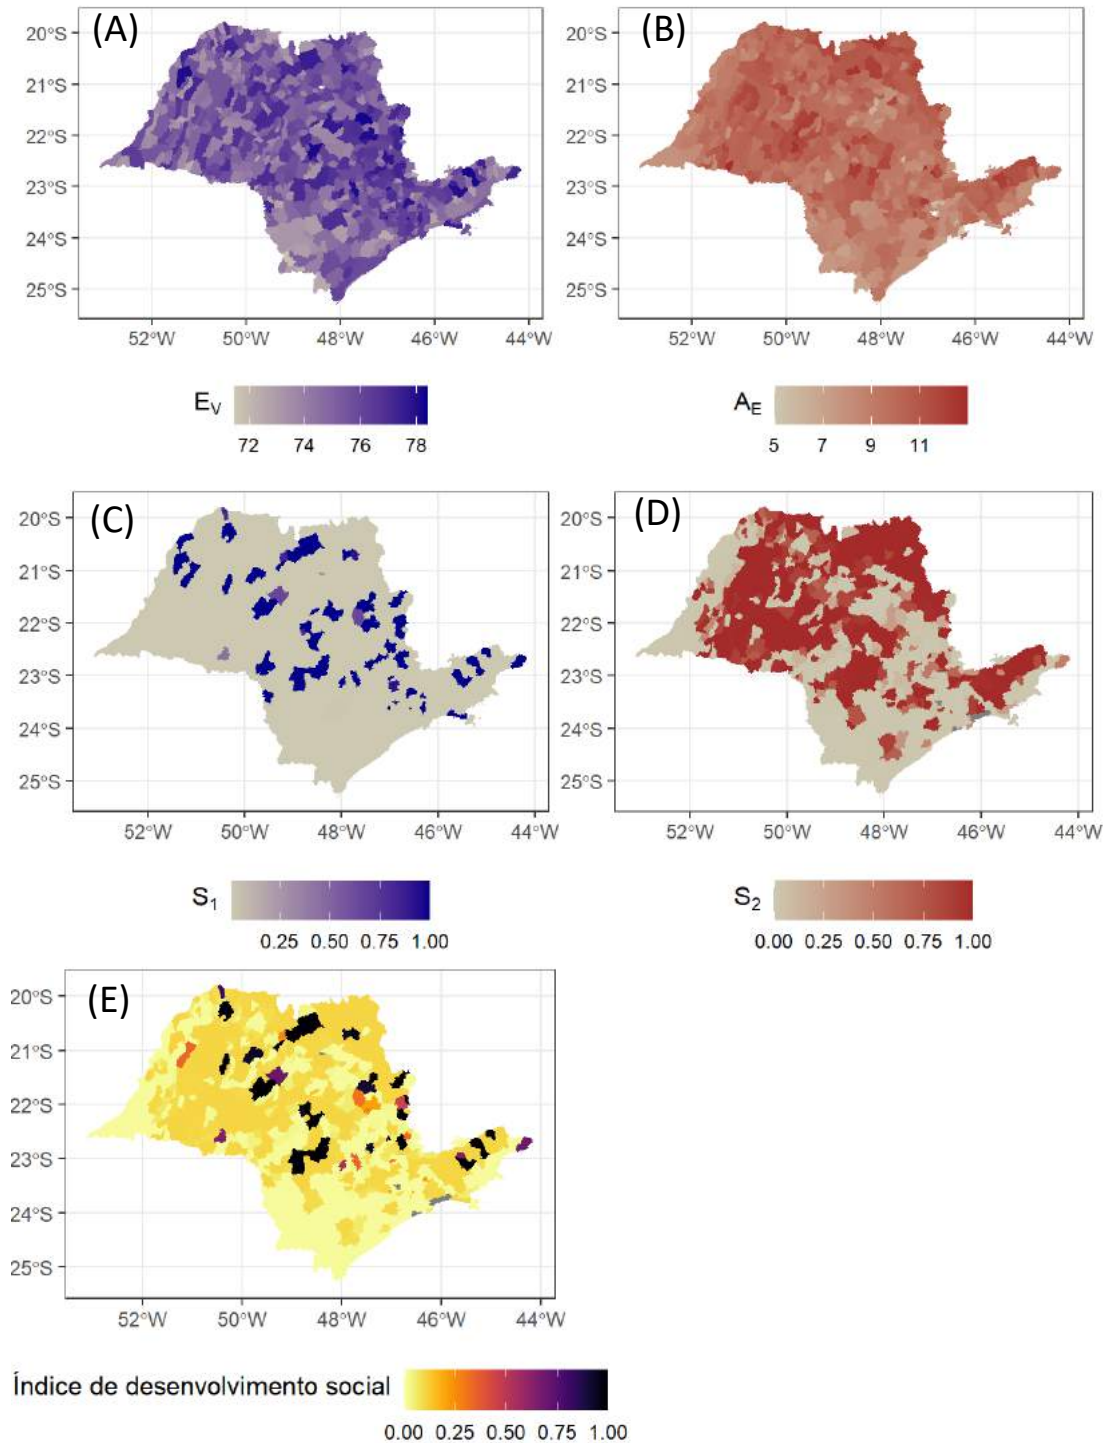 (A) (B)
20°S 20°S
21°S 21°S
22°S 22°S
23°S 23°S
24°S 24°S
25°S 25°S
52°W 50°W 48°W 46°W 44°W 52°W 50°W 48°W 46°W 44°W
E_V A_E
72 74 76 78 5 7 9 11
(C) (D)
20°S 20°S
21°S 21°S
22°S 22°S
23°S 23°S
24°S 24°S
25°S 25°S
52°W 50°W 48°W 46°W 44°W 52°W 50°W 48°W 46°W 44°W
S_1 S_2
0.25 0.50 0.75 1.00 0.00 0.25 0.50 0.75 1.00
(E)
20°S
21°S
22°S
23°S
24°S
25°S
52°W 50°W 48°W 46°W 44°W
Índice de desenvolvimento social
0.00 0.25 0.50 0.75 1.00